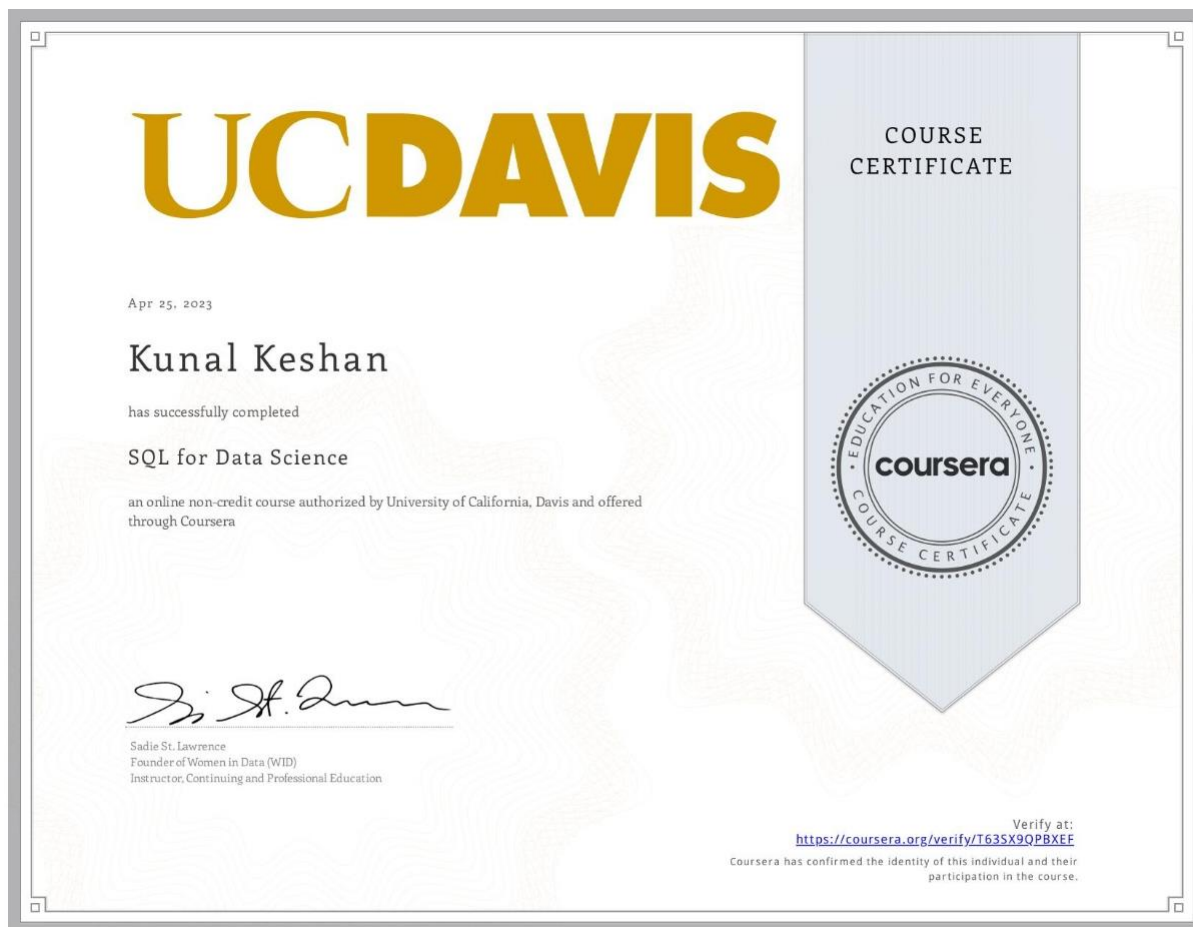 UCDAVIS
COURSE
CERTIFICATE
Apr 25, 2023
Kunal Keshan
has successfully completed
SQL for Data Science
an online non-credit course authorized by University of California, Davis and offered
through Coursera
EDUCATION FOR EVERYONE
coursera
COURSE CERTIFICATE
Sadie St. Lawrence
Founder of Women in Data (WID)
Instructor, Continuing and Professional Education
Verify at:
https://coursera.org/verify/T63SX9QPBXEF
Coursera has confirmed the identity of this individual and their
participation in the course.